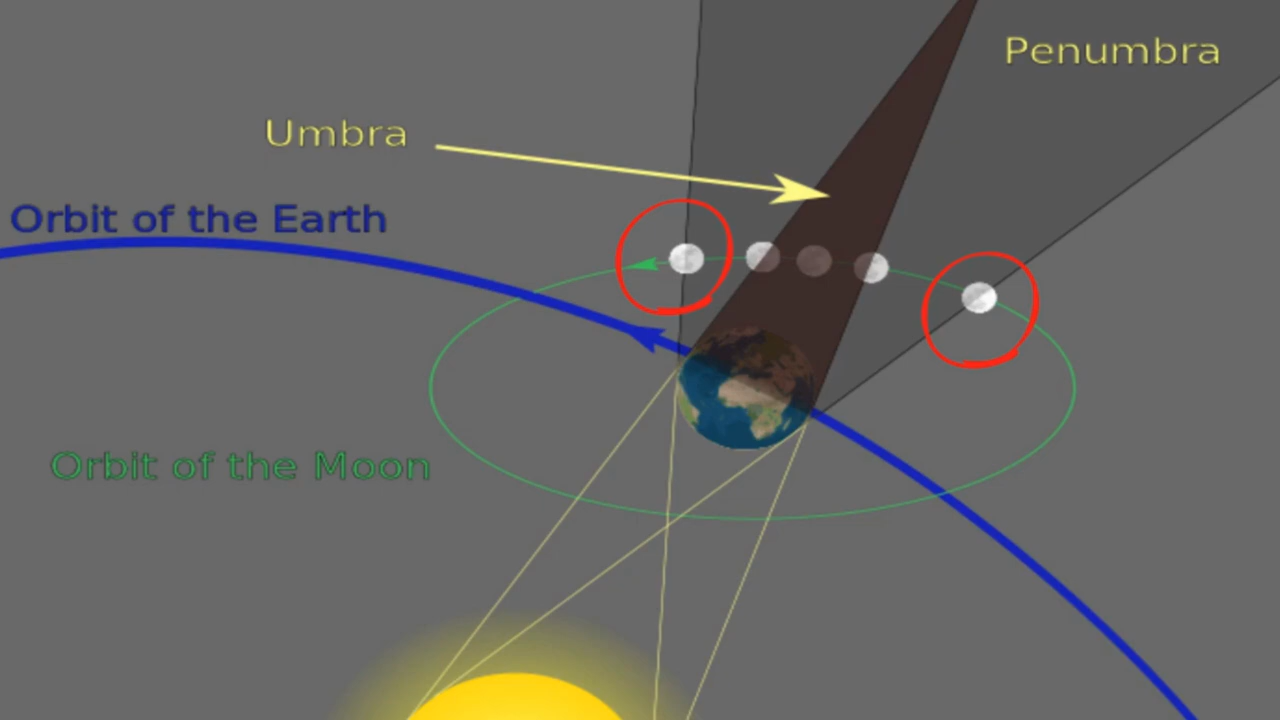 Penumbra
Umbra
Orbit of the Earth
Orbit of the Moon